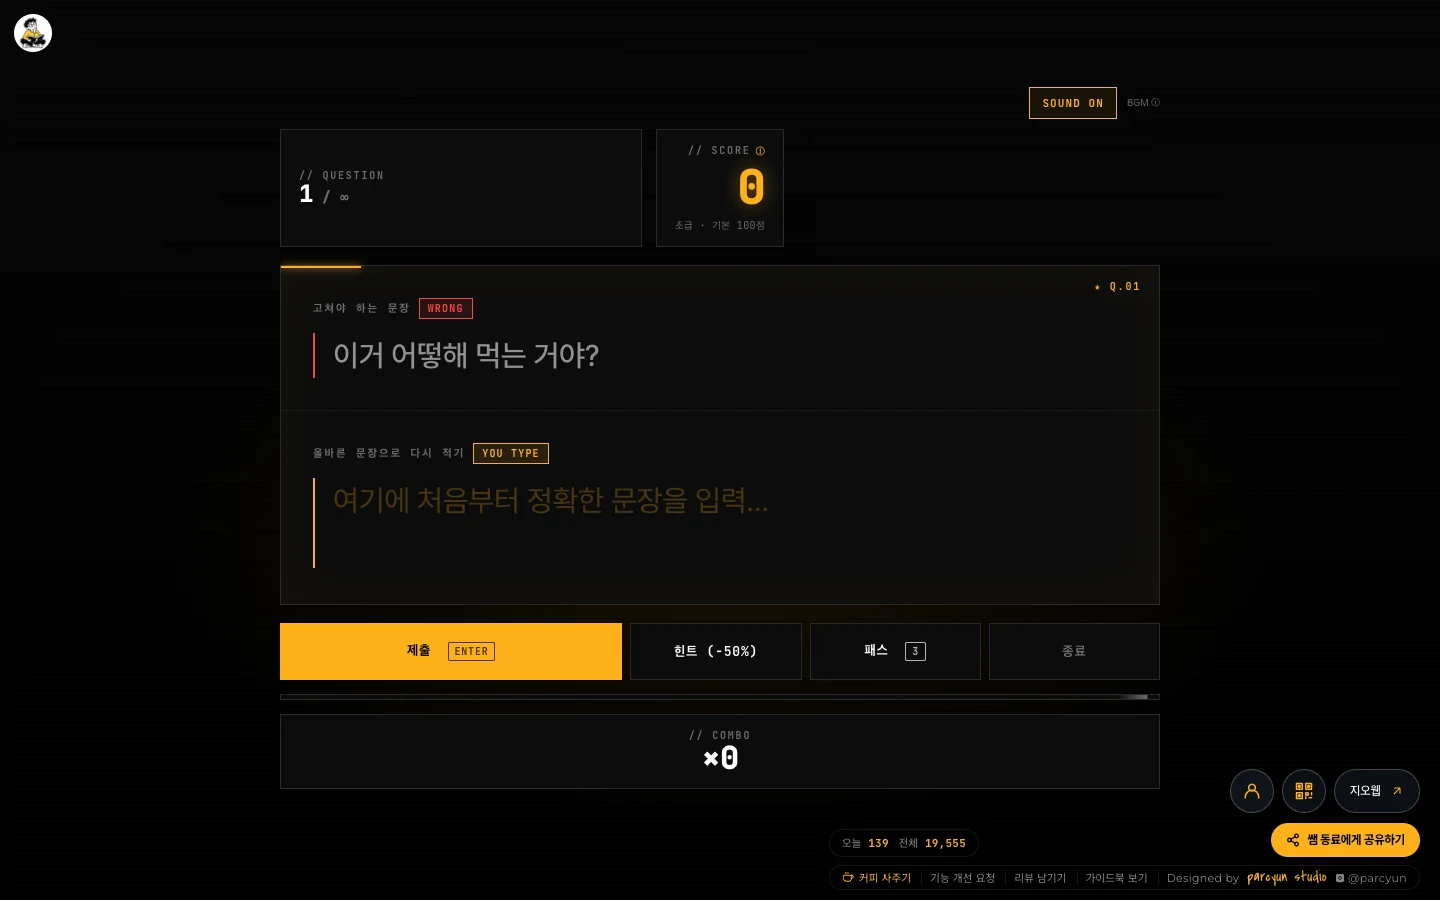 SOUND ON
BGM ⓘ
// QUESTION
1 / ∞
// SCORE ⓘ
0
초급 · 기본 100점
★ Q.01
고쳐야 하는 문장 WRONG
이거 어떻해 먹는 거야?
올바른 문장으로 다시 적기 YOU TYPE
여기에 처음부터 정확한 문장을 입력...
제출 ENTER
힌트 (-50%)
패스 3
종료
// COMBO
×0
지오웹 ↗
쌤 동료에게 공유하기
오늘 139 전체 19,555
커피 사주기
기능 개선 요청
리뷰 남기기
가이드북 보기
Designed by parcyun studio @parcyun